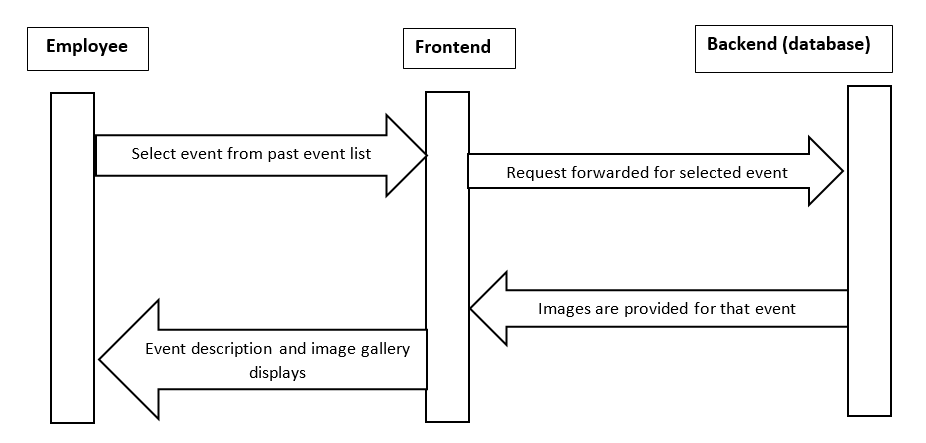 Employee
Frontend
Backend (database)
Select event from past event list
Request forwarded for selected event
Images are provided for that event
Event description and image gallery
displays